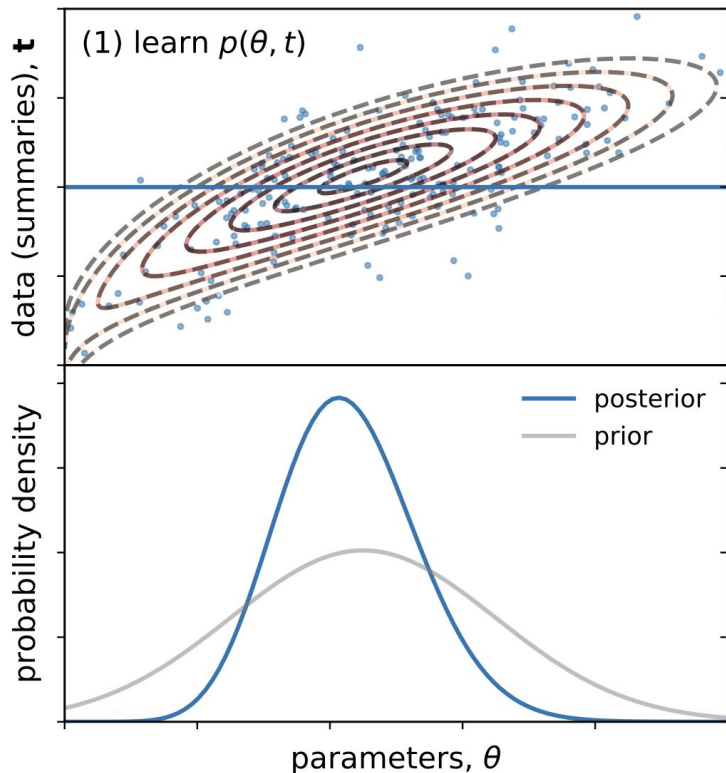 (1) learn p(θ, t)
data (summaries), t
posterior
prior
probability density
parameters, θ